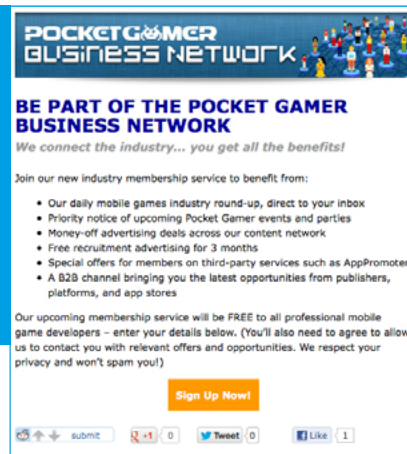 POCKETGAMER
BUSINESS NETWORK
BE PART OF THE POCKET GAMER
BUSINESS NETWORK
We connect the industry... you get all the benefits!
Join our new industry membership service to benefit from:
• Our daily mobile games industry round-up, direct to your inbox
• Priority notice of upcoming Pocket Gamer events and parties
• Money-off advertising deals across our content network
• Free recruitment advertising for 3 months
• Special offers for members on third-party services such as AppPromoter
• A B2B channel bringing you the latest opportunities from publishers,
platforms, and app stores
Our upcoming membership service will be FREE to all professional mobile
game developers – enter your details below. (You'll also need to agree to allow
us to contact you with relevant offers and opportunities. We respect your
privacy and won't spam you!)
Sign Up Now!
submit +1 0 Tweet 0 Like 1